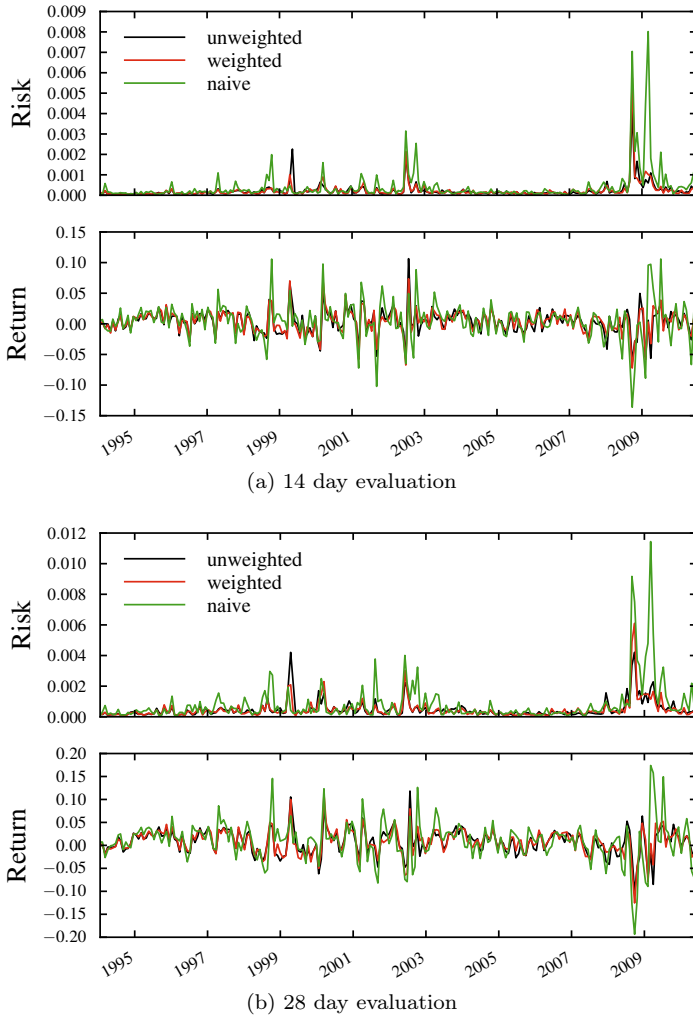 0.009
0.008
0.007
0.006
0.005
0.004
0.003
0.002
0.001
0.000
Risk
unweighted
weighted
naive
0.15
0.10
0.05
0.00
−0.05
−0.10
−0.15
Return
1995 1997 1999 2001 2003 2005 2007 2009
(a) 14 day evaluation
0.012
0.010
0.008
0.006
0.004
0.002
0.000
Risk
unweighted
weighted
naive
0.20
0.15
0.10
0.05
0.00
−0.05
−0.10
−0.15
−0.20
Return
1995 1997 1999 2001 2003 2005 2007 2009
(b) 28 day evaluation